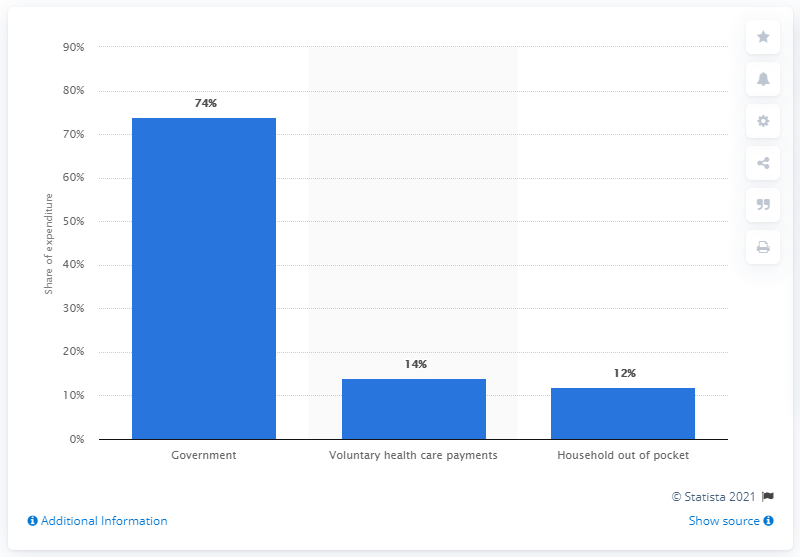 90%
80%
70%
60%
50%
40%
30%
20%
10%
0%
Share of expenditure
74%
14%
12%
Government
Voluntary health care payments
Household out of pocket
© Statista 2021
Additional Information
Show source